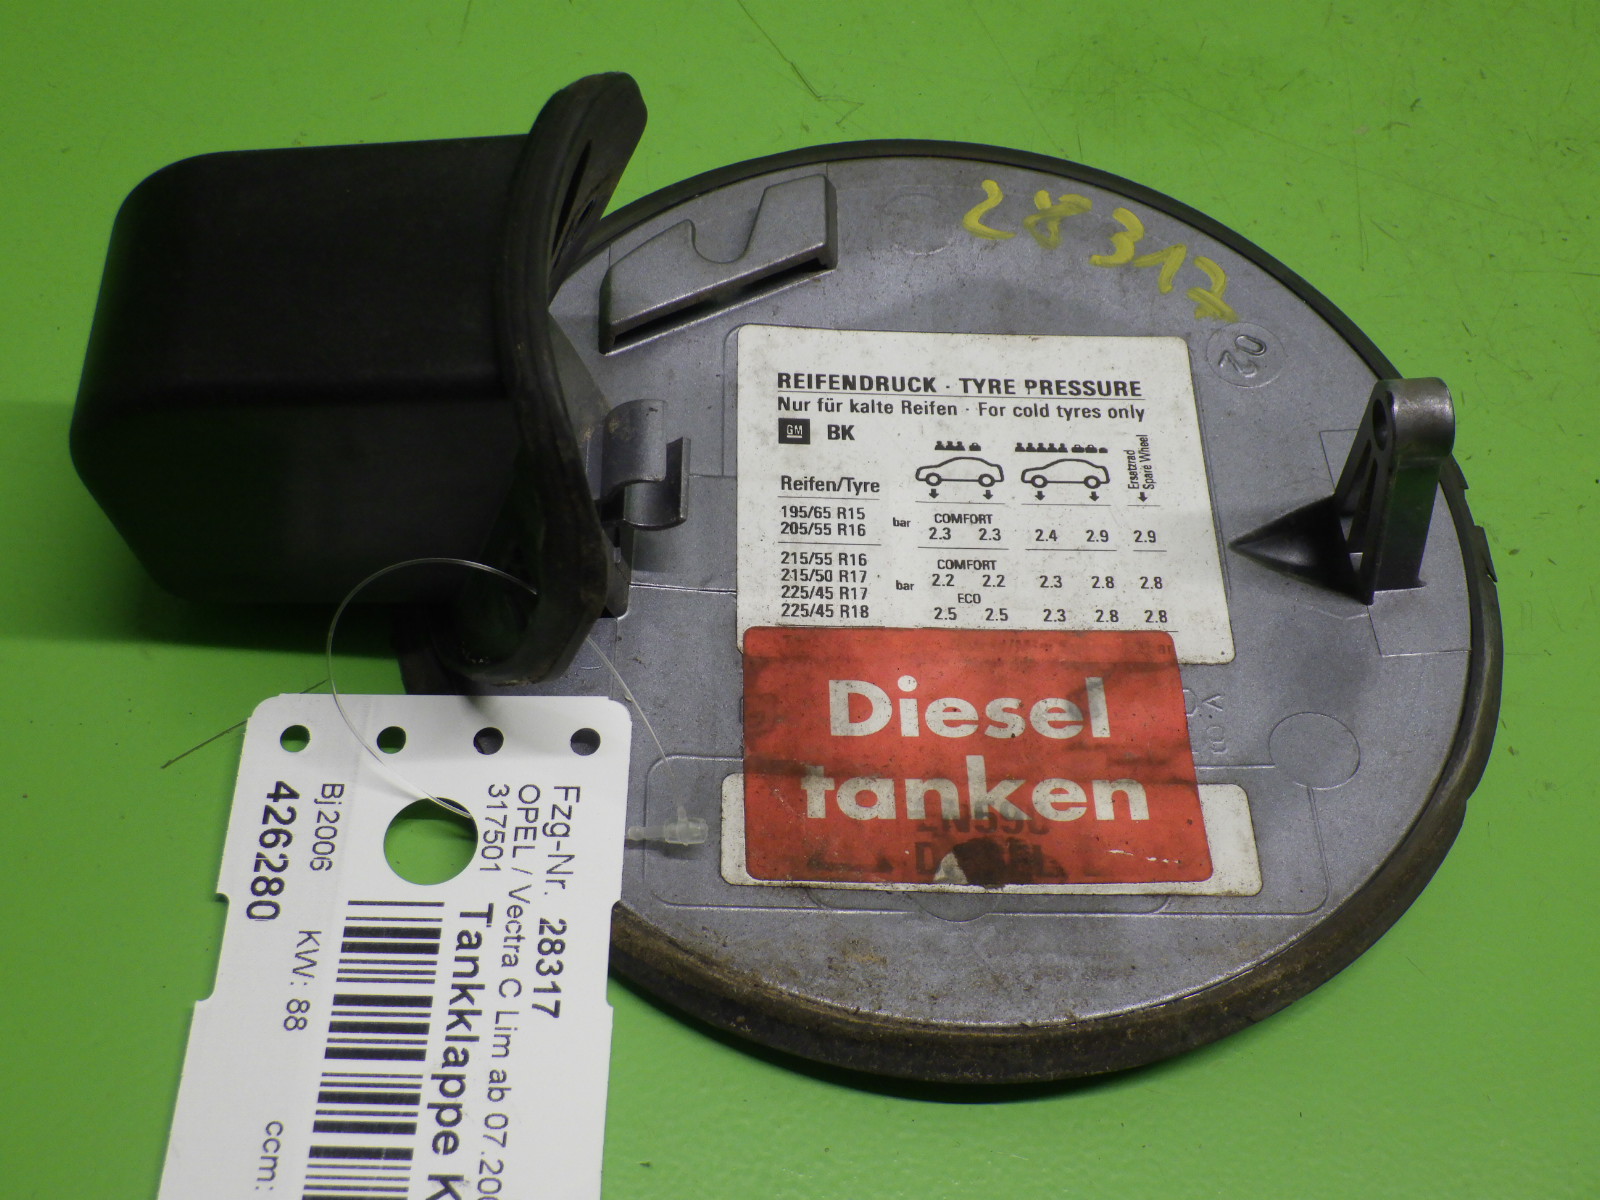 28317
02
REIFENDRUCK · TYRE PRESSURE
Nur für kalte Reifen · For cold tyres only
GM BK
Ersatzrad
Spare Wheel
Reifen/Tyre
195/65 R15
205/55 R16
bar
COMFORT
2.3 2.3 2.4 2.9 2.9
215/55 R16
215/50 R17
225/45 R17
225/45 R18
bar
COMFORT
2.2 2.2 2.3 2.8 2.8
ECO
2.5 2.5 2.3 2.8 2.8
Diesel
tanken
Fzg-Nr. 28317
OPEL / Vectra C Lim ab 07.200
317501
Tankklappe K
Bj2006 KW: 88 ccm:
426280